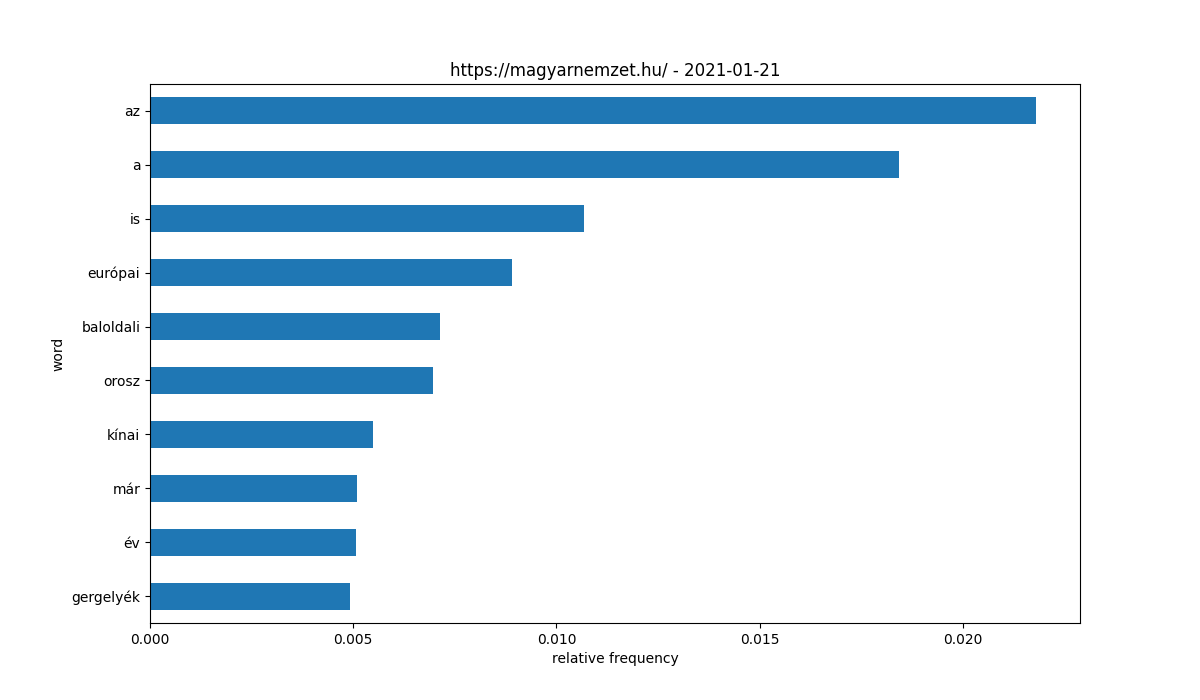 https://magyarnemzet.hu/ - 2021-01-21
az
a
is
európai
baloldali
orosz
kínai
már
év
gergelyék
word
0.000 0.005 0.010 0.015 0.020
relative frequency